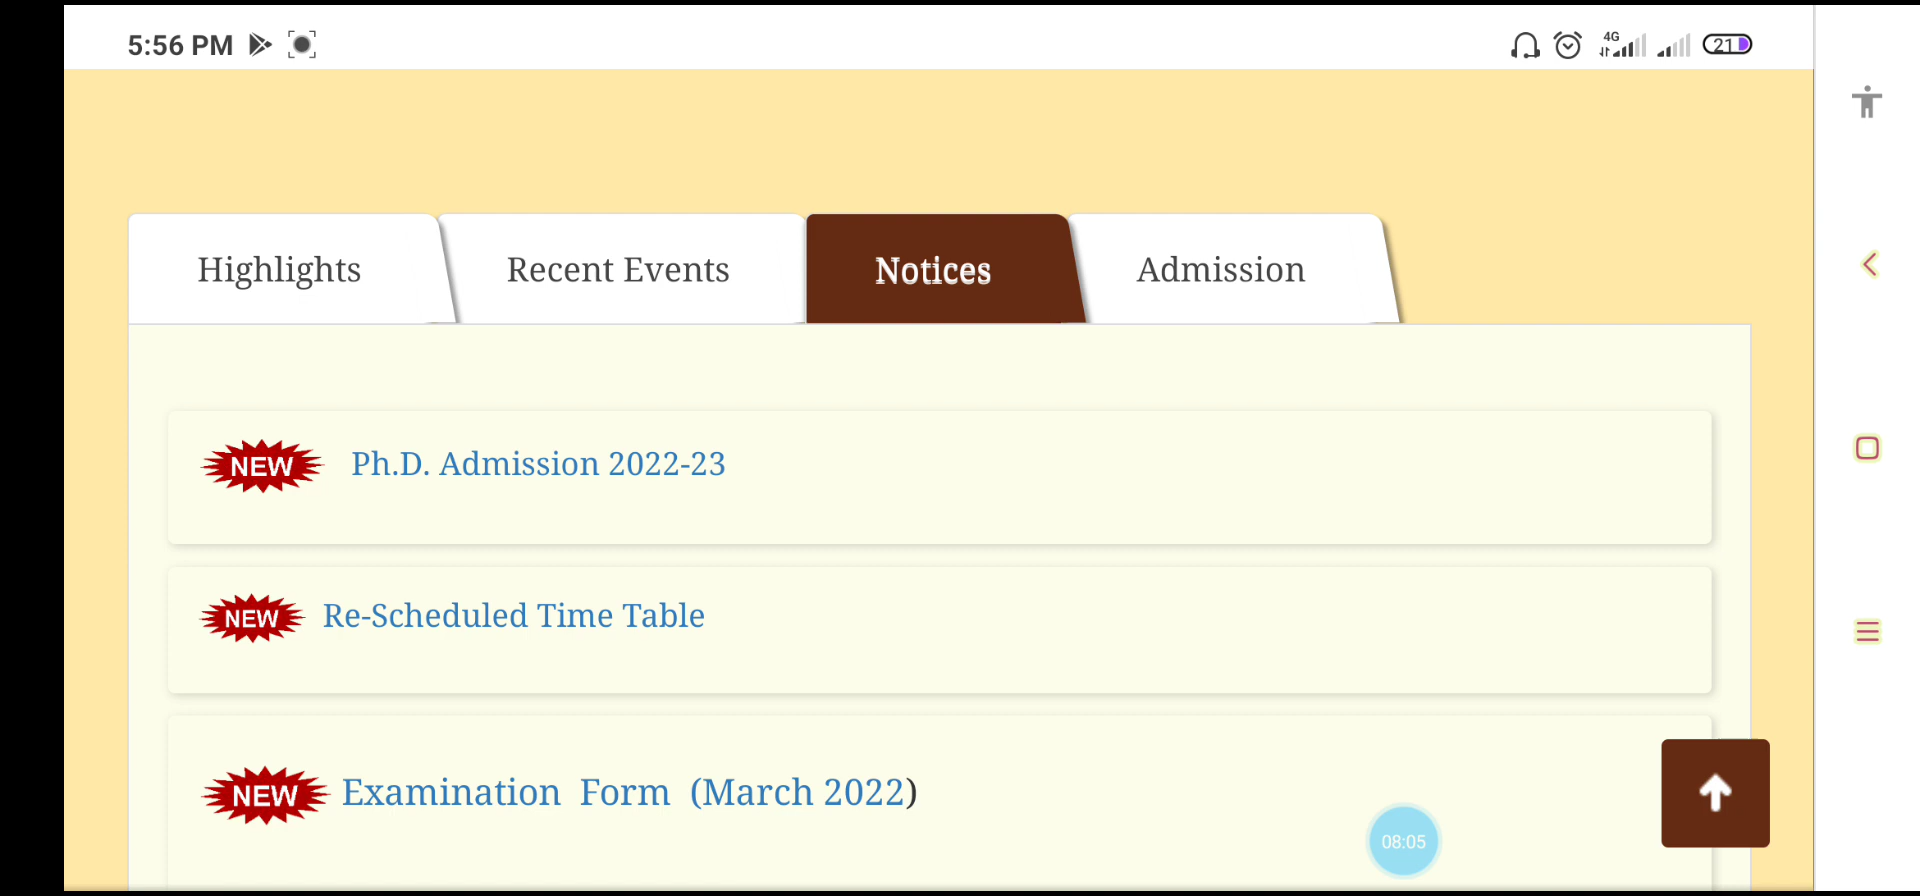 5:56 PM
4G
21
Highlights
Recent Events
Notices
Admission
NEW Ph.D. Admission 2022-23
NEW Re-Scheduled Time Table
NEW Examination Form (March 2022)
08:05